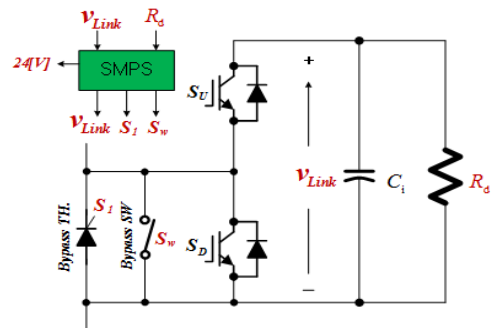 v_Link R_d
24[V] SMPS
v_Link S_1 S_w
S_U
+
v_Link
−
C_i
R_d
S_1
Bypass TH.
Bypass SW
S_w
S_D